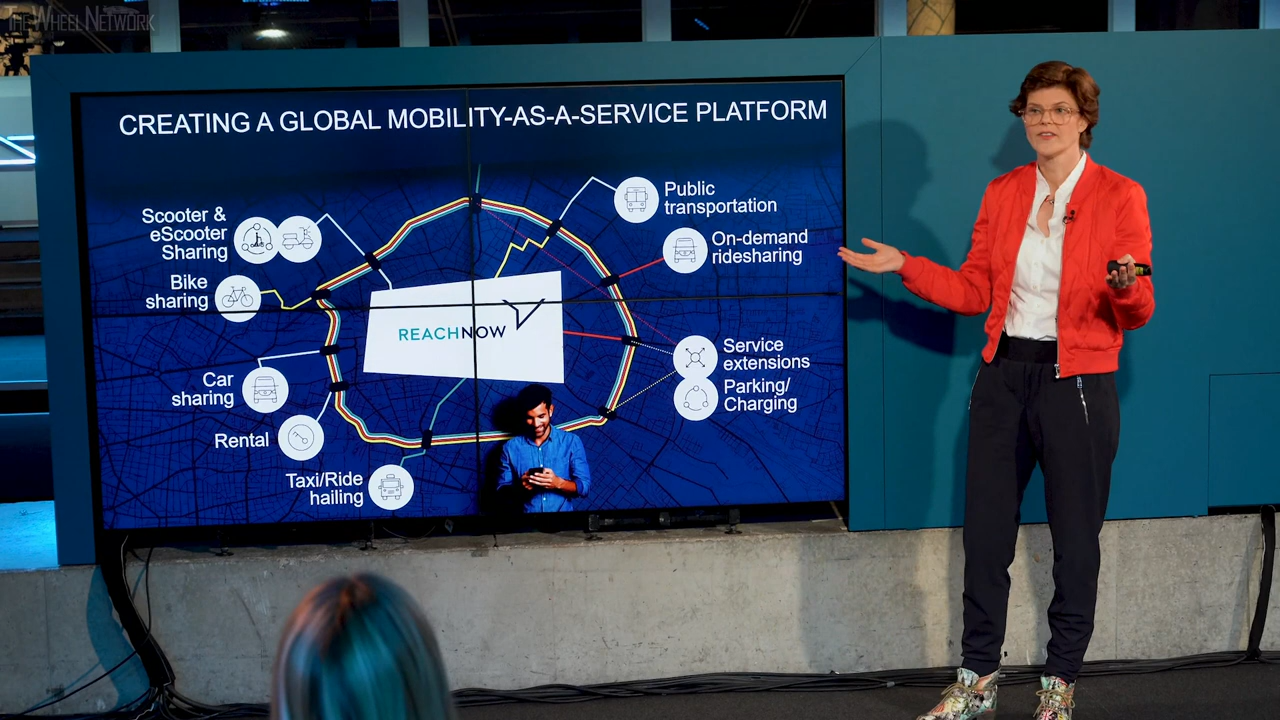 THE WHEEL NETWORK
CREATING A GLOBAL MOBILITY-AS-A-SERVICE PLATFORM
Scooter &
eScooter
Sharing
Bike
sharing
Car
sharing
Rental
Taxi/Ride
hailing
REACHNOW
Public
transportation
On-demand
ridesharing
Service
extensions
Parking/
Charging